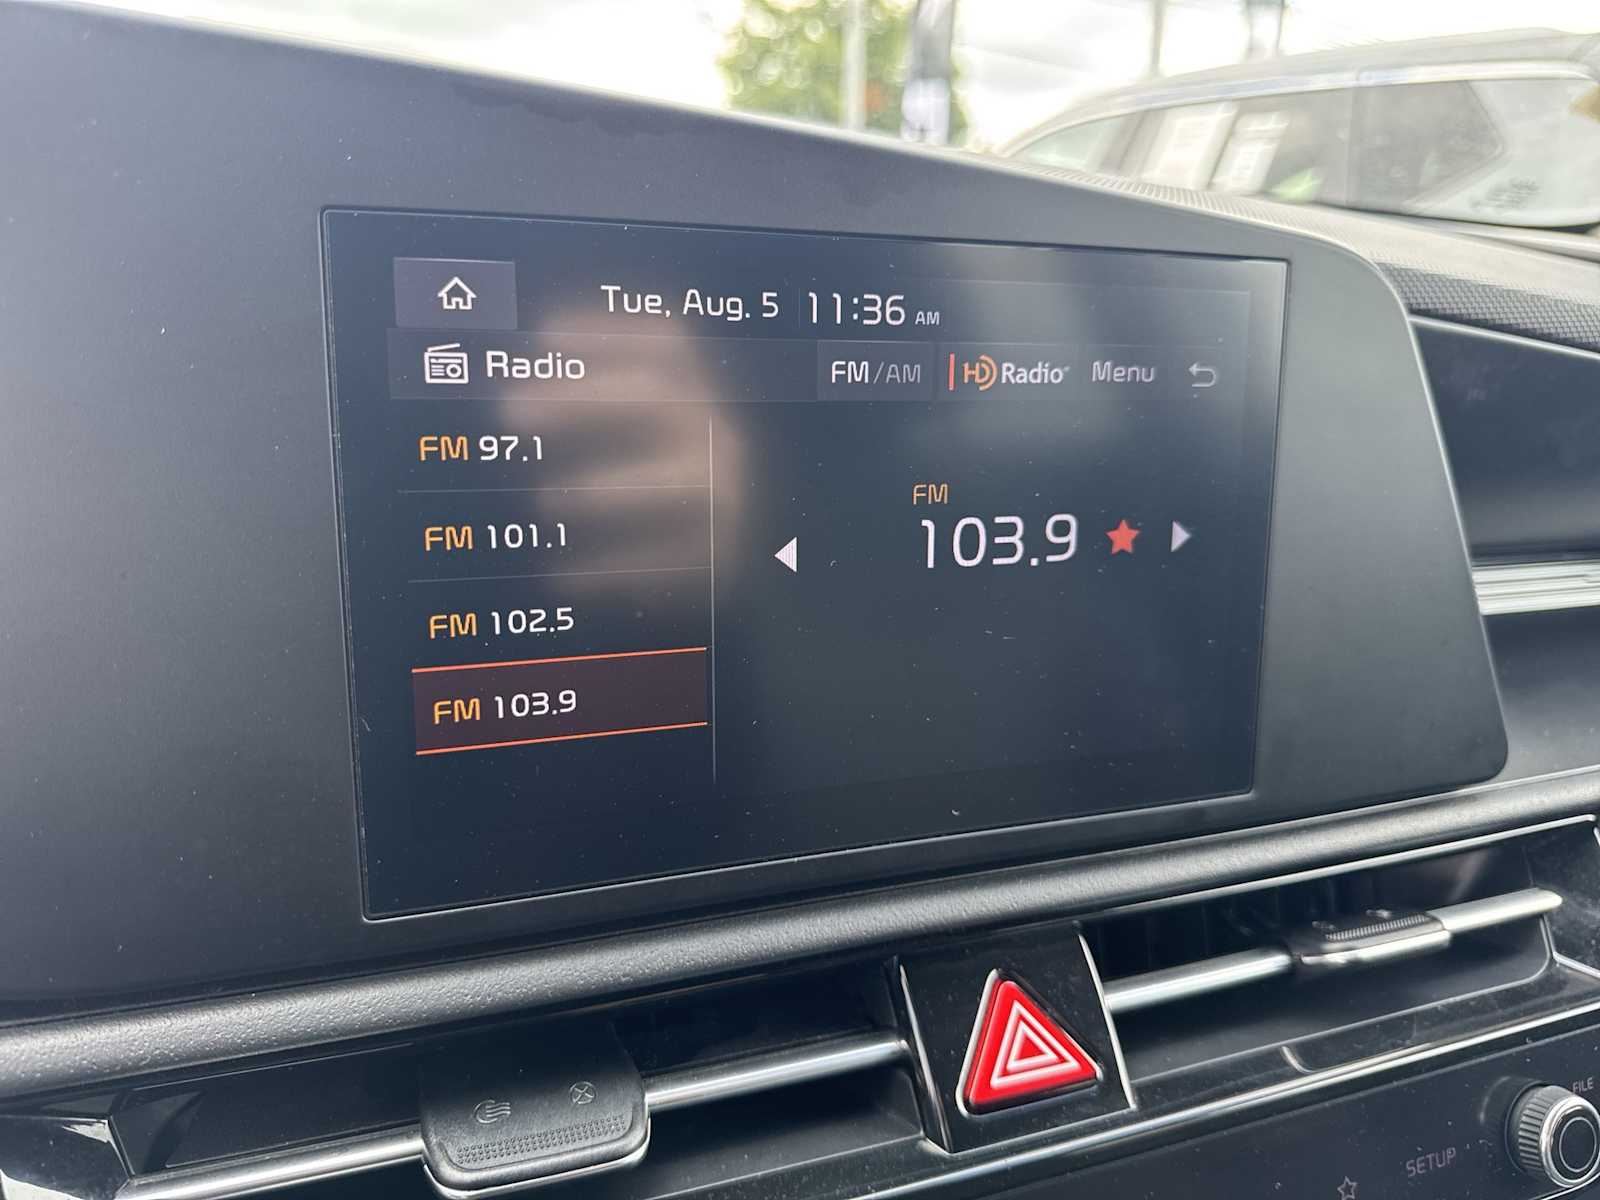 Tue, Aug. 5 11:36 AM
Radio FM/AM HD Radio Menu
FM 97.1
FM 101.1
FM 102.5
FM 103.9
FM
103.9
FILE
SETUP